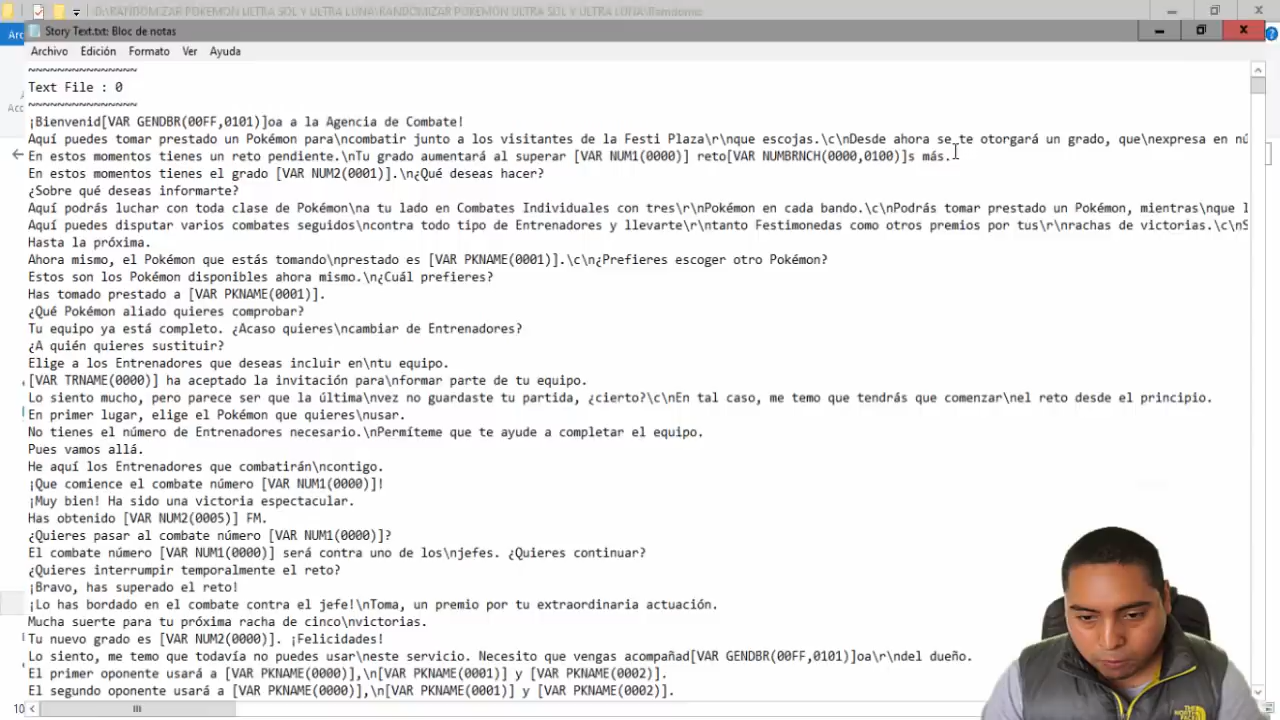 RANDOMIZAR POKEMON ULTRA SOL Y ULTRA LUNA\RANDOMIZAR POKEMON ULTRA SOL Y ULTRA LUNA\Randomiz
Story Text.txt: Bloc de notas
Archivo Edición Formato Ver Ayuda
~~~~~~~~~~~~~~~
Text File : 0
~~~~~~~~~~~~~~~
¡Bienvenid[VAR GENDBR(00FF,0101)]oa a la Agencia de Combate!
Aquí puedes tomar prestado un Pokémon para\ncombatir junto a los visitantes de la Festi Plaza\r\nque escojas.\c\nDesde ahora se te otorgará un grado, que\nexpresa en nú
En estos momentos tienes un reto pendiente.\nTu grado aumentará al superar [VAR NUM1(0000)] reto[VAR NUMBRNCH(0000,0100)]s más.
En estos momentos tienes el grado [VAR NUM2(0001)].\n¿Qué deseas hacer?
¿Sobre qué deseas informarte?
Aquí podrás luchar con toda clase de Pokémon\na tu lado en Combates Individuales con tres\r\nPokémon en cada bando.\c\nPodrás tomar prestado un Pokémon, mientras\nque l
Aquí puedes disputar varios combates seguidos\ncontra todo tipo de Entrenadores y llevarte\r\ntanto Festimonedas como otros premios por tus\r\nrachas de victorias.\c\nS
Hasta la próxima.
Ahora mismo, el Pokémon que estás tomando\nprestado es [VAR PKNAME(0001)].\c\n¿Prefieres escoger otro Pokémon?
Estos son los Pokémon disponibles ahora mismo.\n¿Cuál prefieres?
Has tomado prestado a [VAR PKNAME(0001)].
¿Qué Pokémon aliado quieres comprobar?
Tu equipo ya está completo. ¿Acaso quieres\ncambiar de Entrenadores?
¿A quién quieres sustituir?
Elige a los Entrenadores que deseas incluir en\ntu equipo.
[VAR TRNAME(0000)] ha aceptado la invitación para\nformar parte de tu equipo.
Lo siento mucho, pero parece ser que la última\nvez no guardaste tu partida, ¿cierto?\c\nEn tal caso, me temo que tendrás que comenzar\nel reto desde el principio.
En primer lugar, elige el Pokémon que quieres\nusar.
No tienes el número de Entrenadores necesario.\nPermíteme que te ayude a completar el equipo.
Pues vamos allá.
He aquí los Entrenadores que combatirán\ncontigo.
¡Que comience el combate número [VAR NUM1(0000)]!
¡Muy bien! Ha sido una victoria espectacular.
Has obtenido [VAR NUM2(0005)] FM.
¿Quieres pasar al combate número [VAR NUM1(0000)]?
El combate número [VAR NUM1(0000)] será contra uno de los\njefes. ¿Quieres continuar?
¿Quieres interrumpir temporalmente el reto?
¡Bravo, has superado el reto!
¡Lo has bordado en el combate contra el jefe!\nToma, un premio por tu extraordinaria actuación.
Mucha suerte para tu próxima racha de cinco\nvictorias.
Tu nuevo grado es [VAR NUM2(0000)]. ¡Felicidades!
Lo siento, me temo que todavía no puedes usar\neste servicio. Necesito que vengas acompañad[VAR GENDBR(00FF,0101)]oa\r\ndel dueño.
El primer oponente usará a [VAR PKNAME(0000)],\n[VAR PKNAME(0001)] y [VAR PKNAME(0002)].
El segundo oponente usará a [VAR PKNAME(0000)],\n[VAR PKNAME(0001)] y [VAR PKNAME(0002)].
10